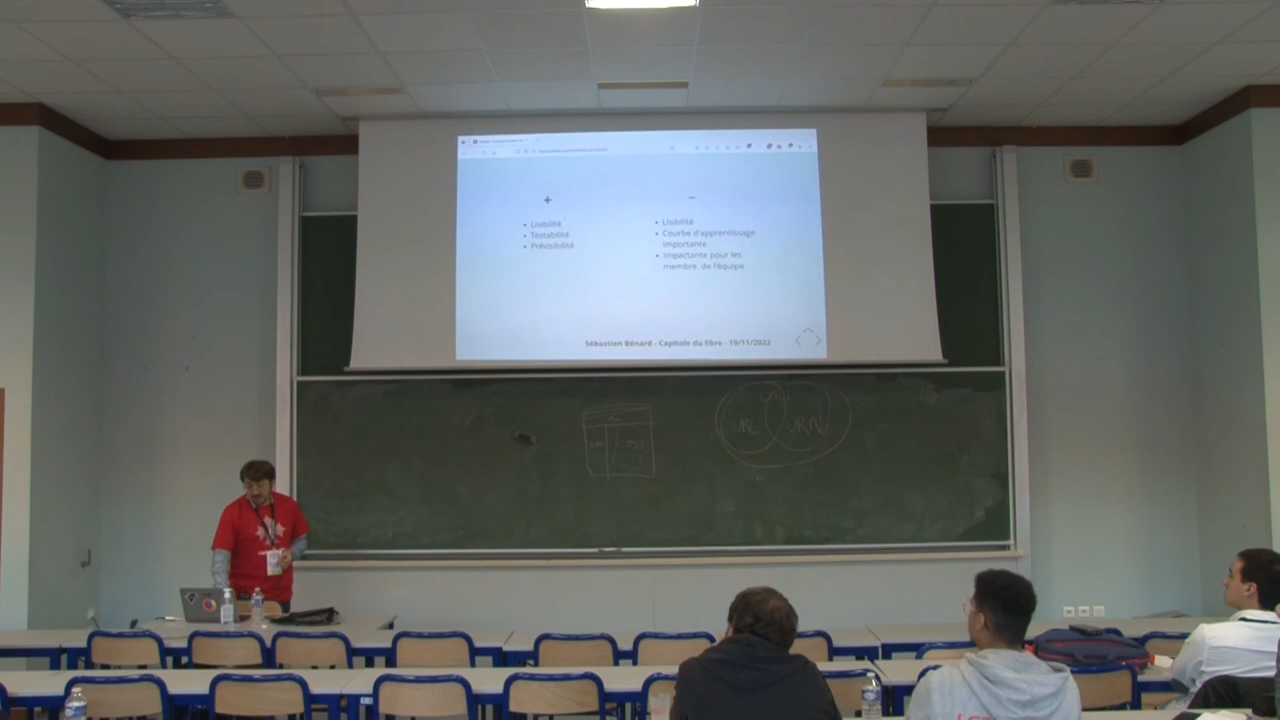 +
• Lisibilité
• Testabilité
• Prévisibilité
−
• Lisibilité
• Courbe d'apprentissage
importante
• Impactante pour les
membre de l'équipe
Sébastien Bénard - Capitole du libre - 19/11/2022